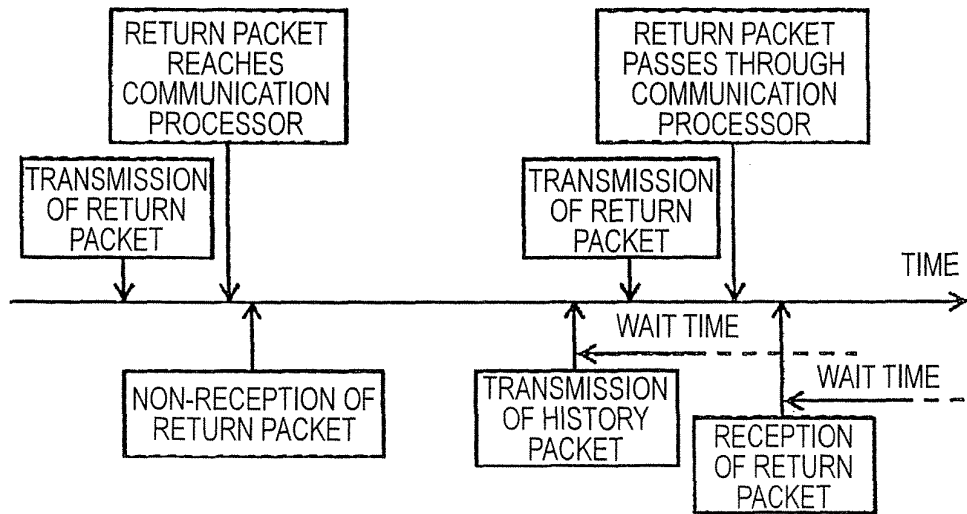 RETURN PACKET
REACHES
COMMUNICATION
PROCESSOR
RETURN PACKET
PASSES THROUGH
COMMUNICATION
PROCESSOR
TRANSMISSION
OF RETURN
PACKET
TRANSMISSION
OF RETURN
PACKET
TIME
WAIT TIME
WAIT TIME
NON-RECEPTION OF
RETURN PACKET
TRANSMISSION
OF HISTORY
PACKET
RECEPTION
OF RETURN
PACKET